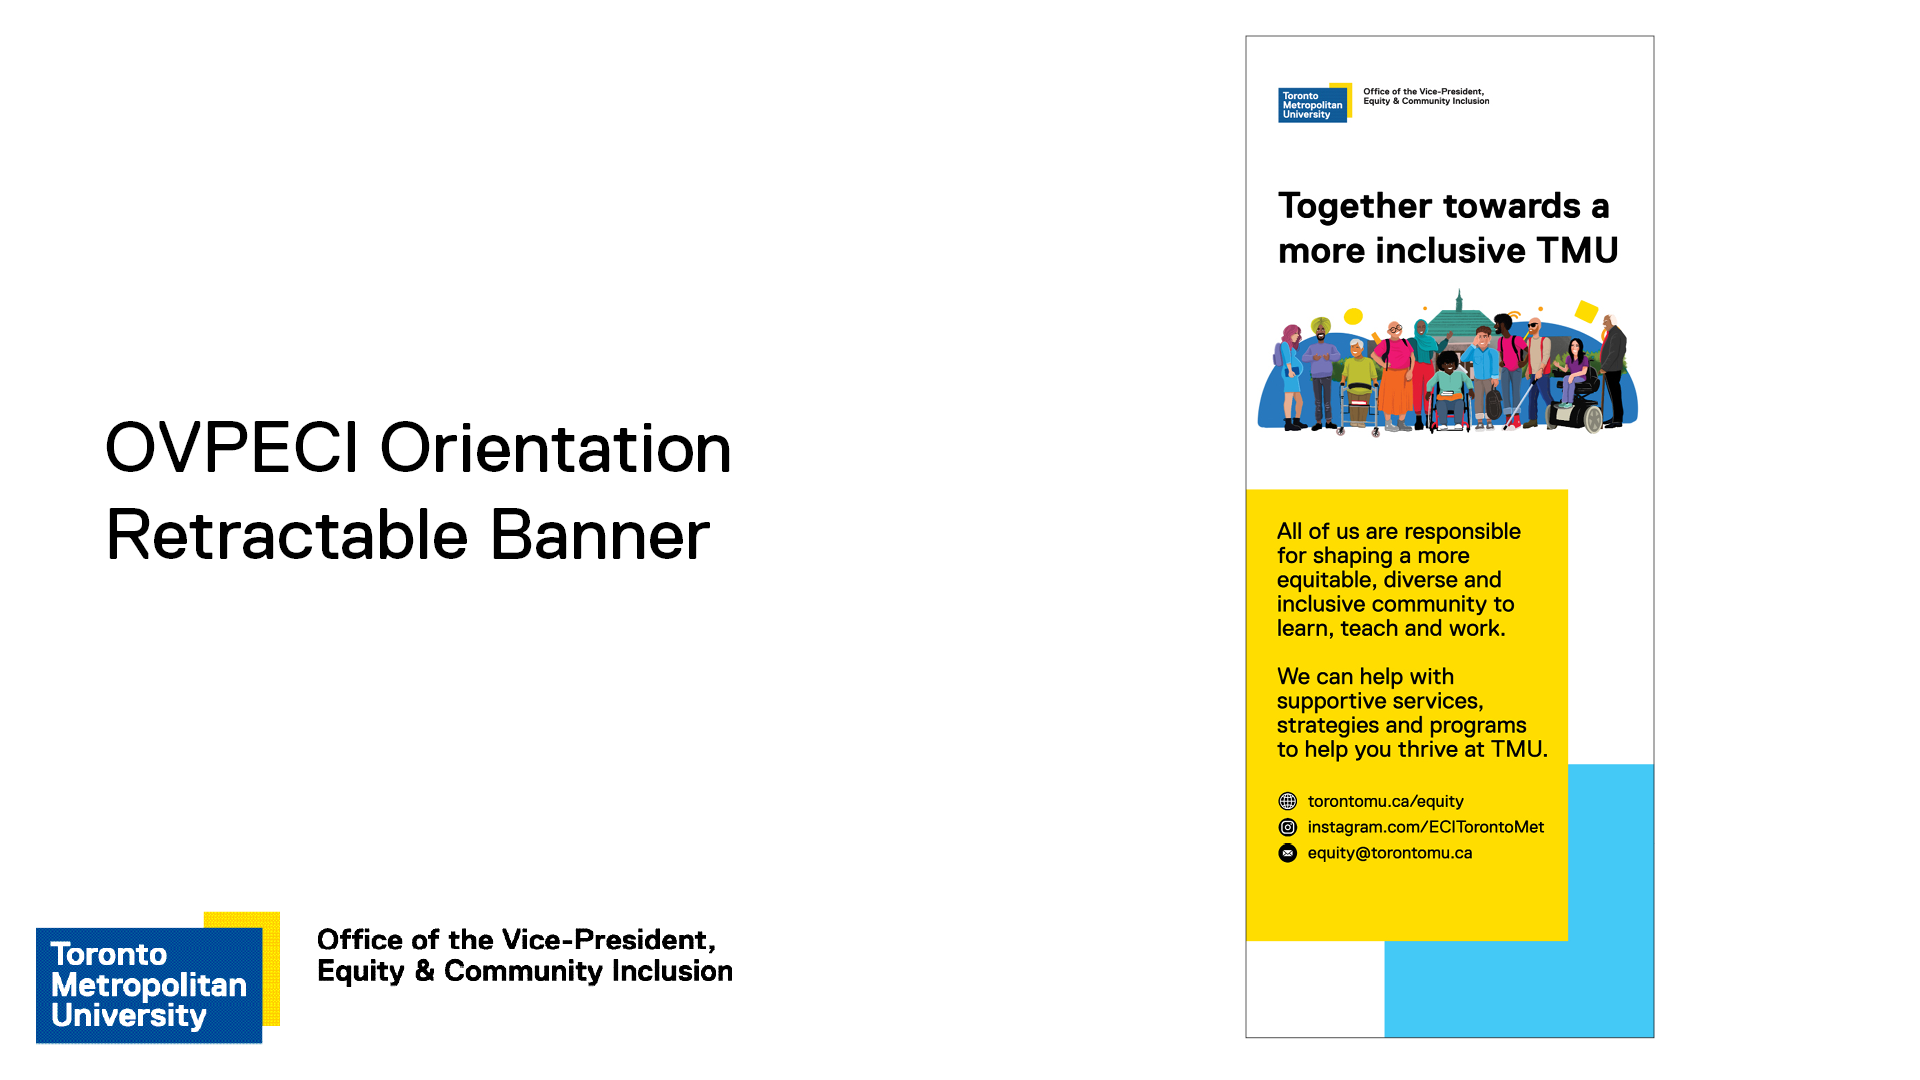 OVPECI Orientation
Retractable Banner
Toronto
Metropolitan
University
Office of the Vice-President,
Equity & Community Inclusion
Toronto
Metropolitan
University
Office of the Vice-President,
Equity & Community Inclusion
Together towards a
more inclusive TMU
All of us are responsible
for shaping a more
equitable, diverse and
inclusive community to
learn, teach and work.
We can help with
supportive services,
strategies and programs
to help you thrive at TMU.
torontomu.ca/equity
instagram.com/ECITorontoMet
equity@torontomu.ca